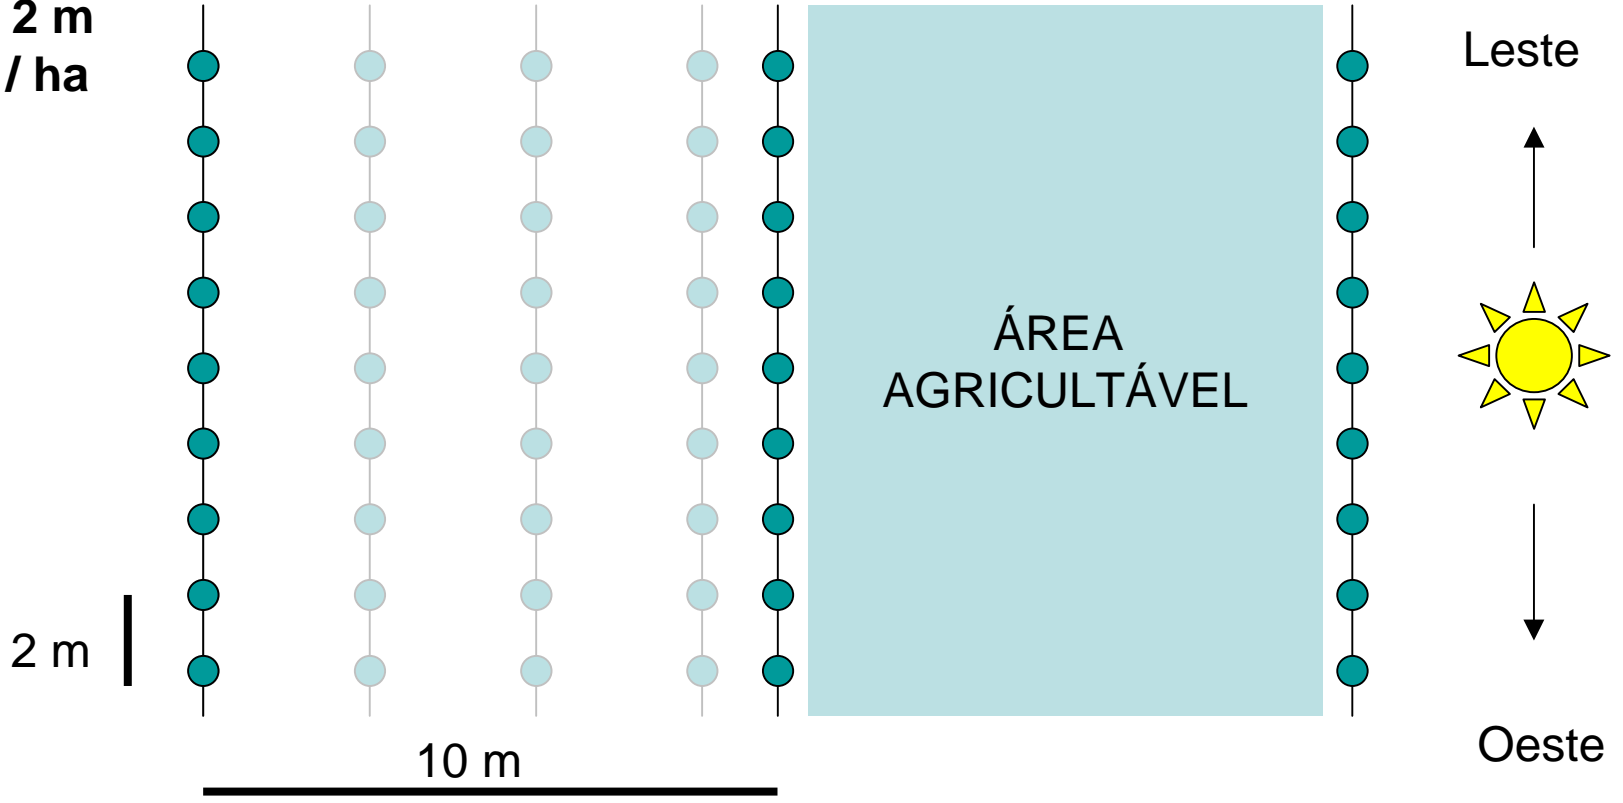 2 m
/ ha
Leste
ÁREA
AGRICULTÁVEL
2 m
10 m
Oeste